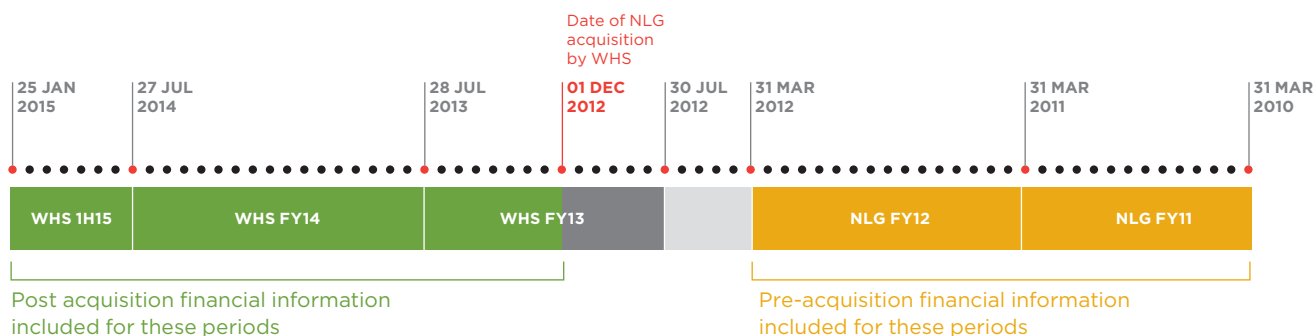 Date of NLG
acquisition
by WHS
25 JAN
2015
27 JUL
2014
28 JUL
2013
01 DEC
2012
30 JUL
2012
31 MAR
2012
31 MAR
2011
31 MAR
2010
WHS 1H15
WHS FY14
WHS FY13
NLG FY12
NLG FY11
Post acquisition financial information
included for these periods
Pre-acquisition financial information
included for these periods